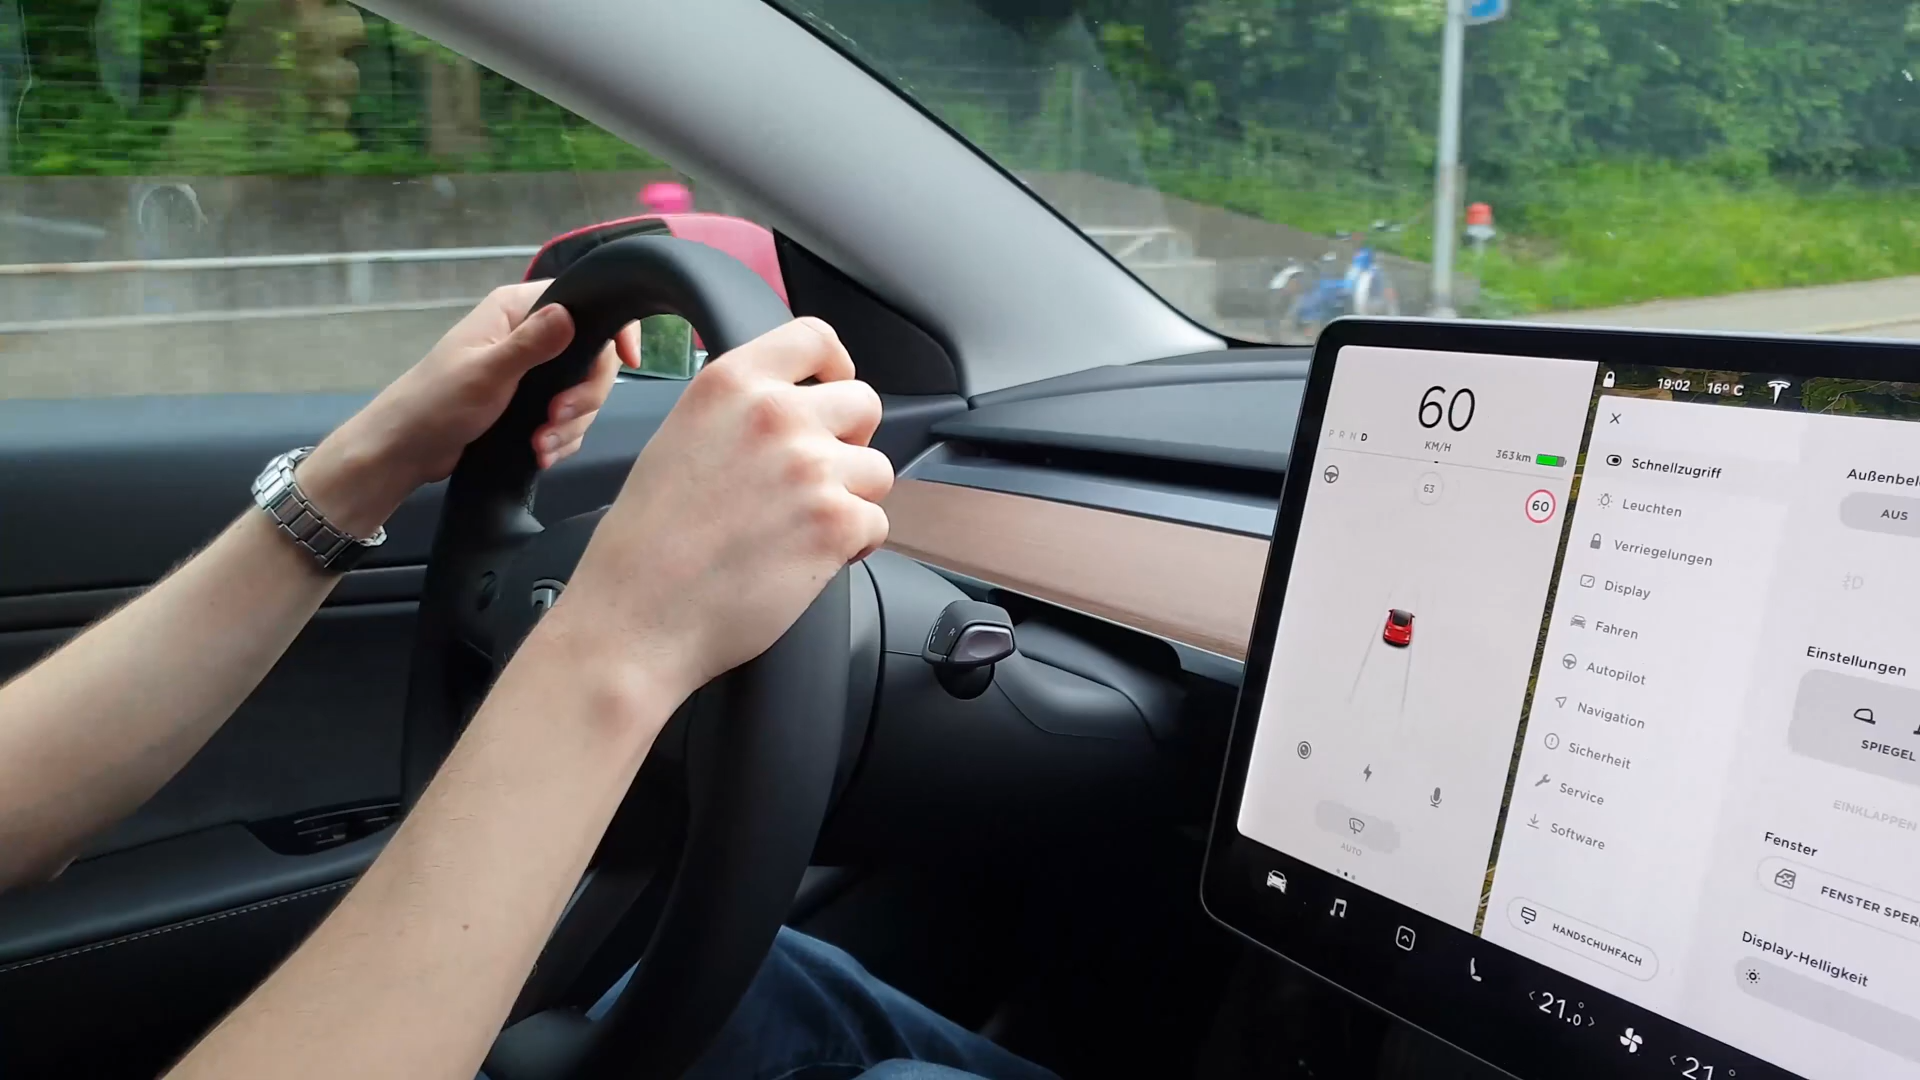 60
KM/H
P R N D
363 km
63
60
AUTO
19:02 16° C
Schnellzugriff
Leuchten
Verriegelungen
Display
Fahren
Autopilot
Navigation
Sicherheit
Service
Software
HANDSCHUHFACH
Außenbel
AUS
Einstellungen
SPIEGEL
EINKLAPPEN
Fenster
FENSTER SPER
Display-Helligkeit
21.0
21